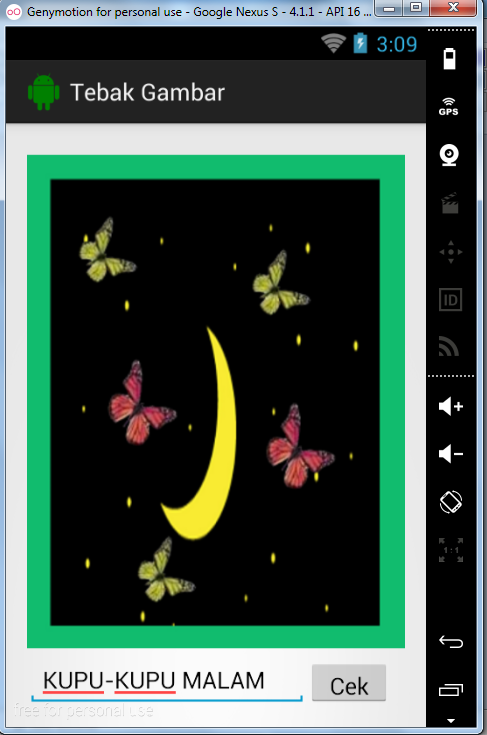 Genymotion for personal use - Google Nexus S - 4.1.1 - API 16 ...
3:09
Tebak Gambar
GPS
ID
1:1
KUPU-KUPU MALAM
Cek
free for personal use